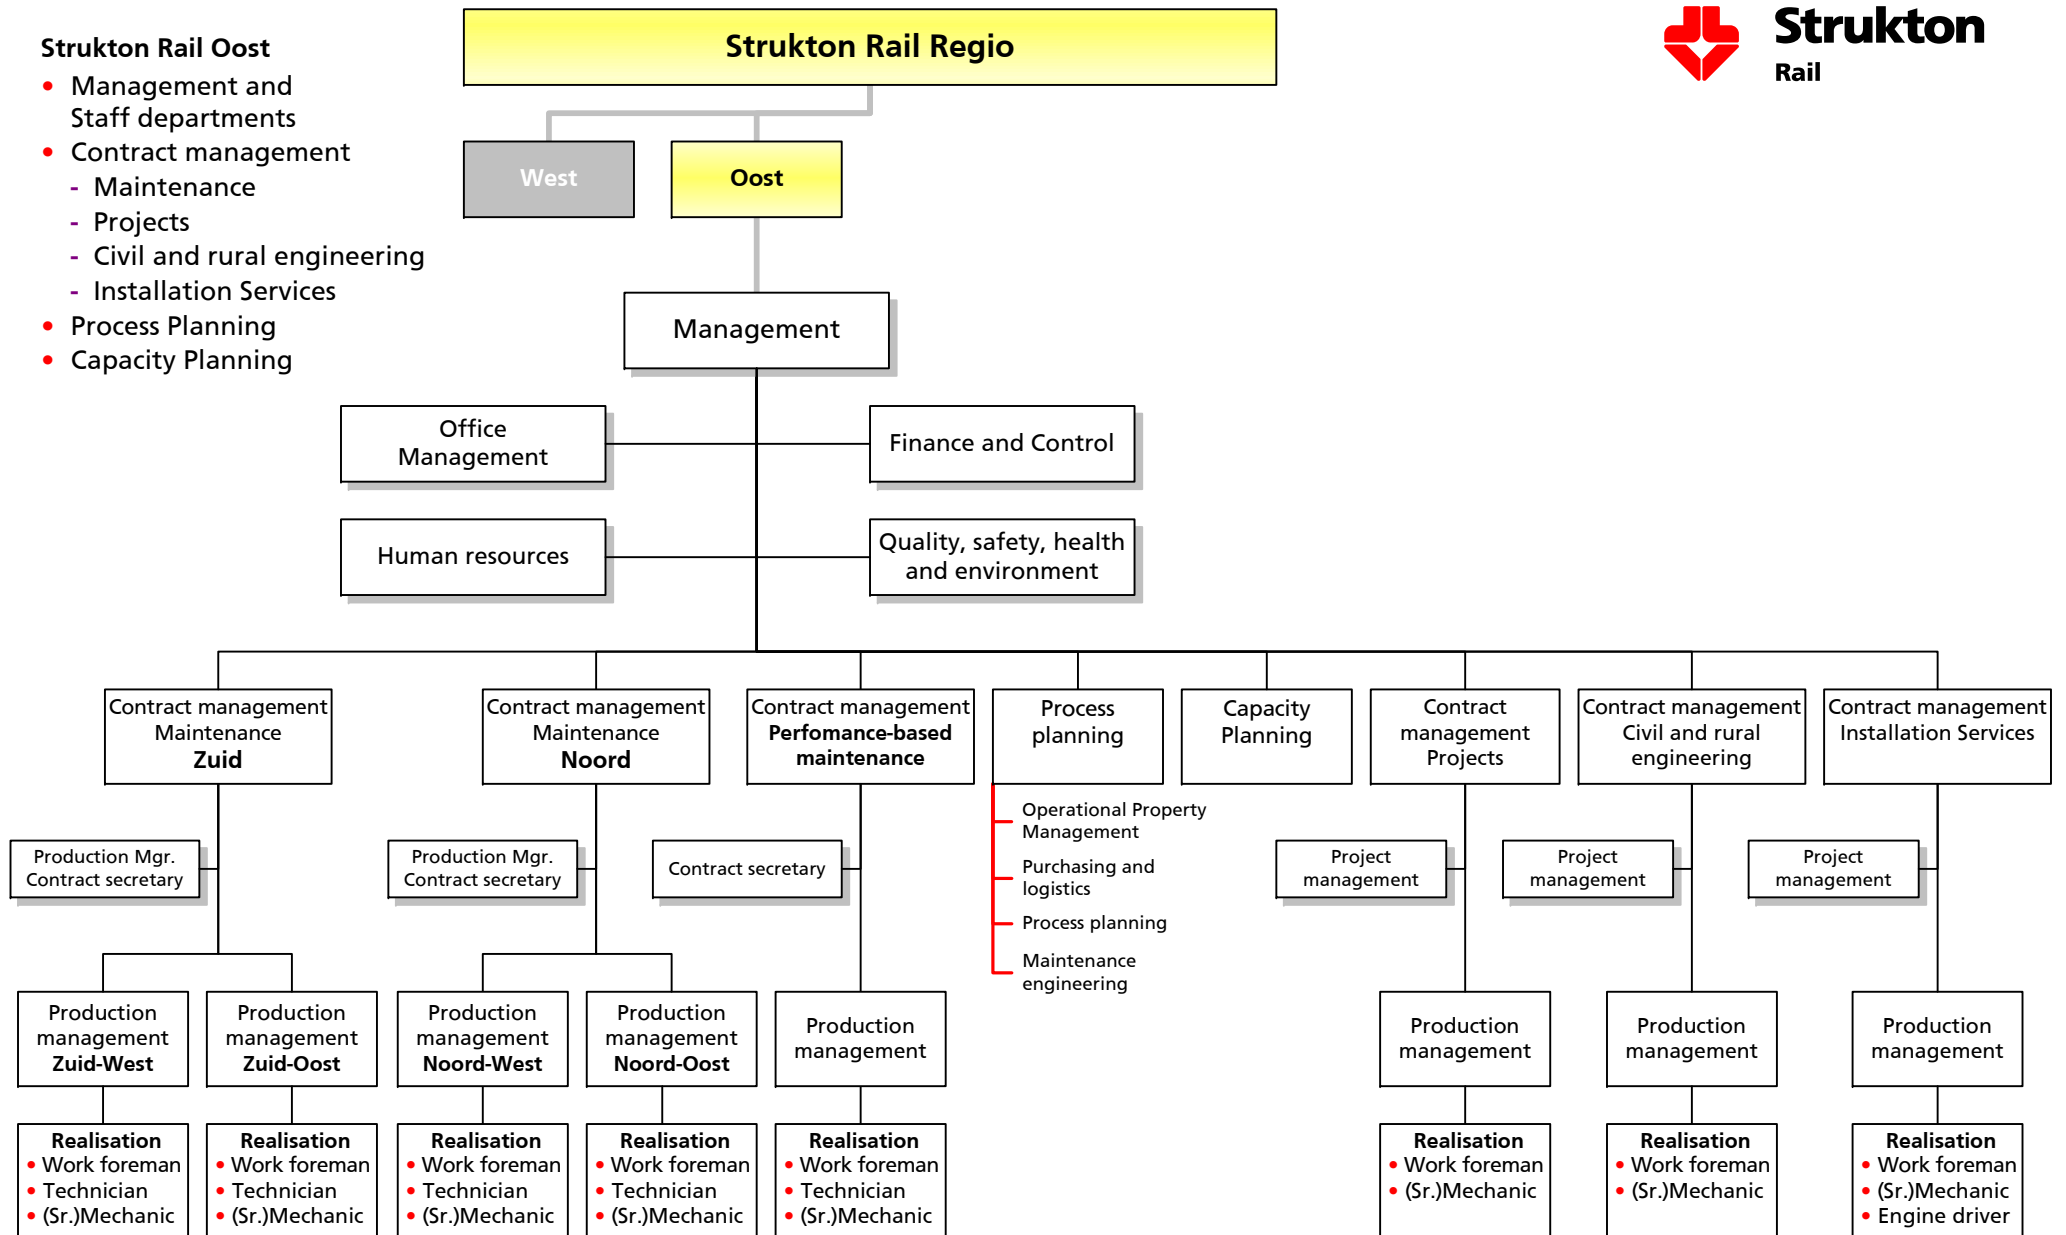 Strukton Rail Oost
• Management and
Staff departments
• Contract management
- Maintenance
- Projects
- Civil and rural engineering
- Installation Services
• Process Planning
• Capacity Planning
Strukton Rail Regio
Strukton
Rail
West
Oost
Management
Office
Management
Finance and Control
Human resources
Quality, safety, health
and environment
Contract management
Maintenance
Zuid
Contract management
Maintenance
Noord
Contract management
Perfomance-based
maintenance
Process
planning
Capacity
Planning
Contract
management
Projects
Contract management
Civil and rural
engineering
Contract management
Installation Services
Operational Property
Management
Purchasing and
logistics
Process planning
Maintenance
engineering
Production Mgr.
Contract secretary
Production Mgr.
Contract secretary
Contract secretary
Project
management
Project
management
Project
management
Production
management
Zuid-West
Production
management
Zuid-Oost
Production
management
Noord-West
Production
management
Noord-Oost
Production
management
Production
management
Production
management
Production
management
Realisation
• Work foreman
• Technician
• (Sr.)Mechanic
Realisation
• Work foreman
• Technician
• (Sr.)Mechanic
Realisation
• Work foreman
• Technician
• (Sr.)Mechanic
Realisation
• Work foreman
• Technician
• (Sr.)Mechanic
Realisation
• Work foreman
• Technician
• (Sr.)Mechanic
Realisation
• Work foreman
• (Sr.)Mechanic
Realisation
• Work foreman
• (Sr.)Mechanic
Realisation
• Work foreman
• (Sr.)Mechanic
• Engine driver